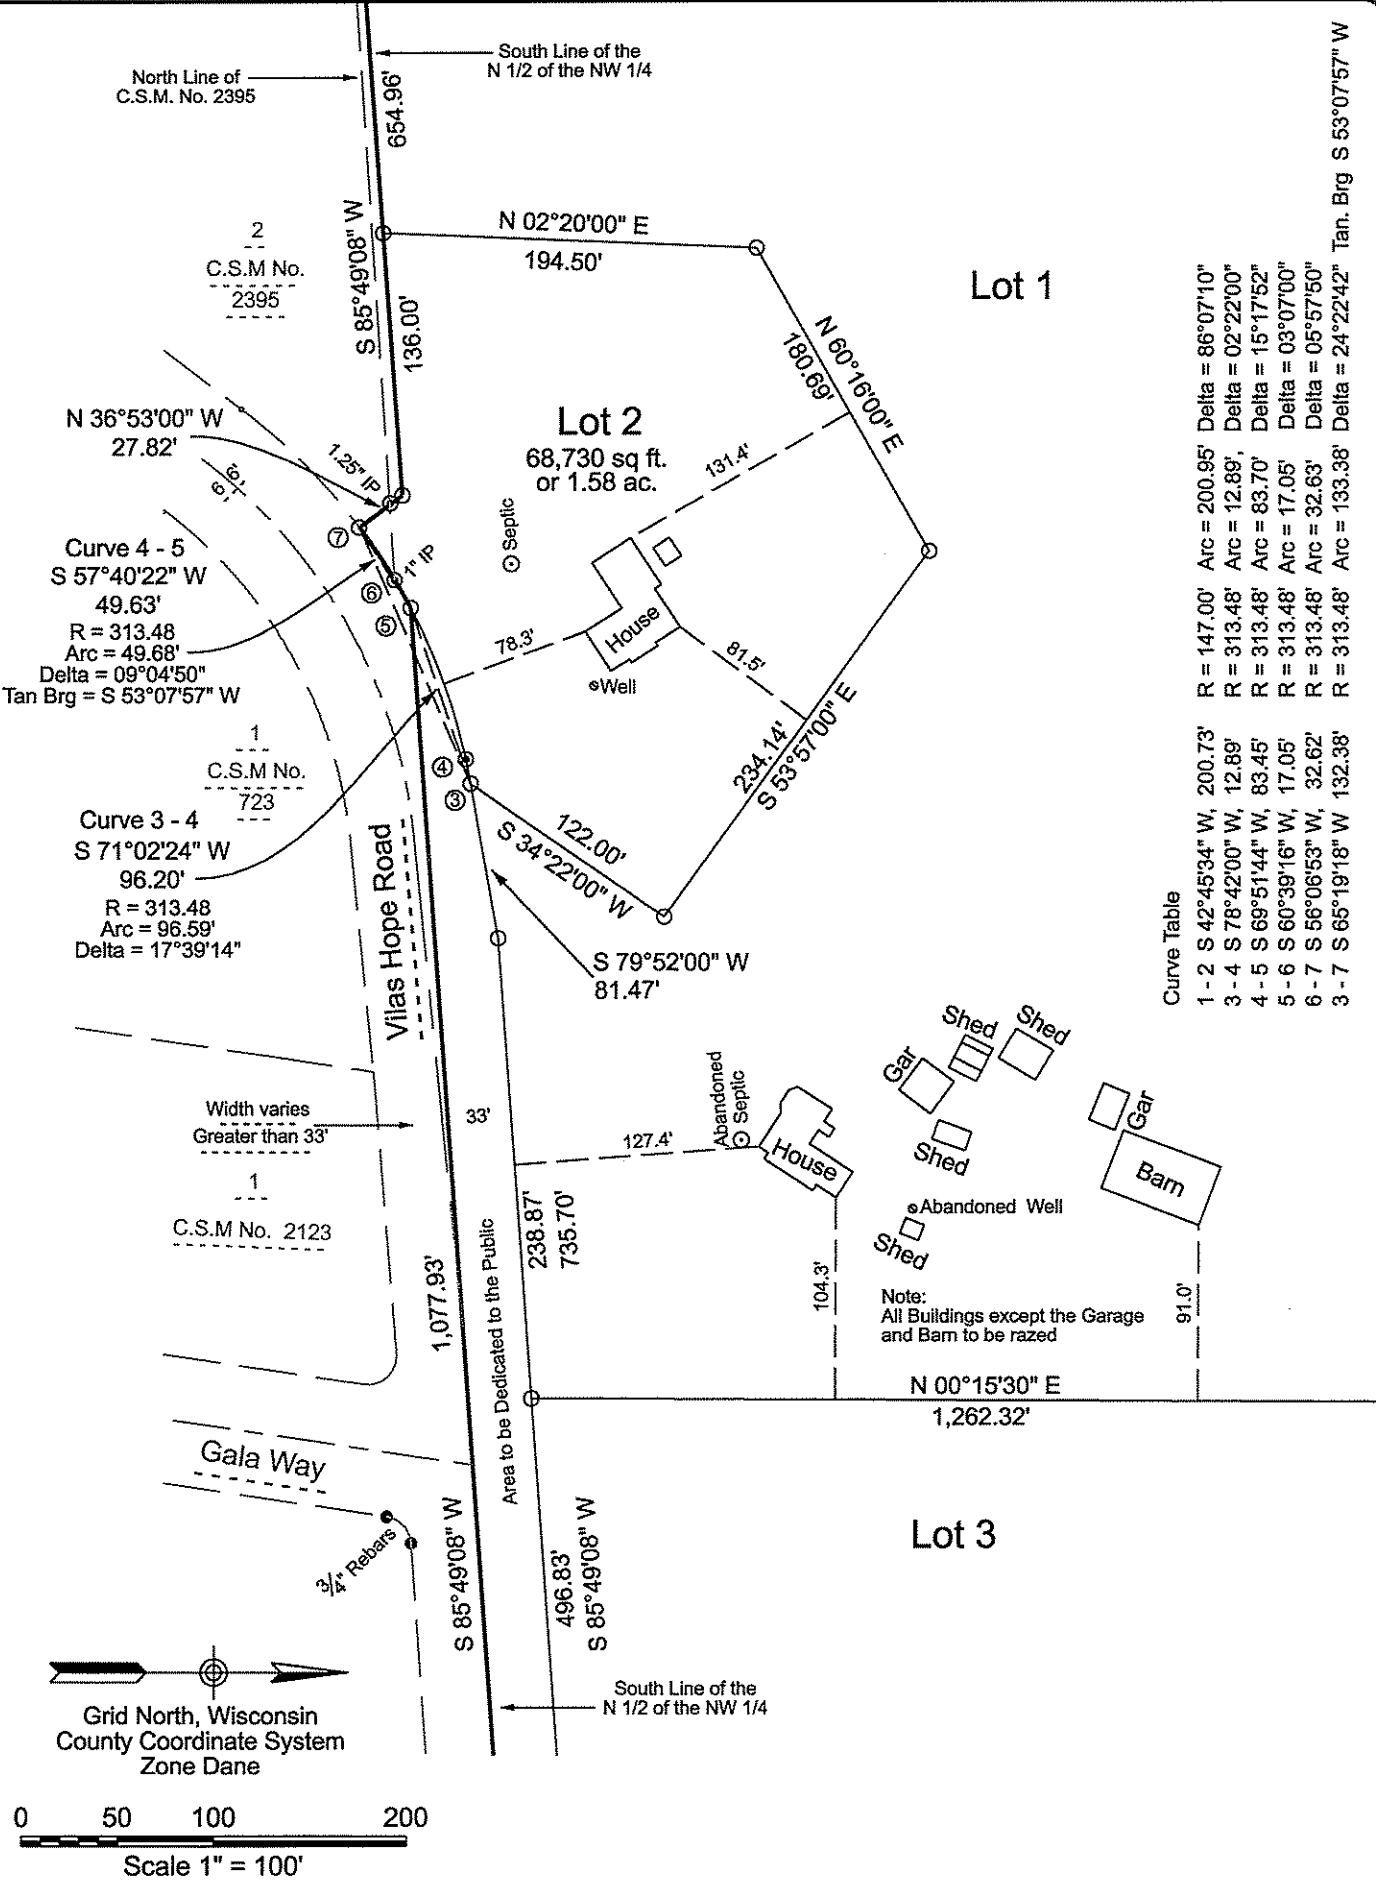 South Line of the
N 1/2 of the NW 1/4
North Line of
C.S.M. No. 2395
654.96'
S 85°49'08" W
136.00'
N 02°20'00" E
194.50'
Lot 1
2
C.S.M No.
2395
N 60°16'00" E
180.69'
N 36°53'00" W
27.82'
1.25" IP
Lot 2
68,730 sq ft.
or 1.58 ac.
131.4'
Septic
7
Curve 4 - 5
S 57°40'22" W
49.63'
R = 313.48
Arc = 49.68'
Delta = 09°04'50"
Tan Brg = S 53°07'57" W
1" IP
6
5
House
78.3'
81.5'
Well
234.14'
S 53°57'00" E
1
C.S.M No.
723
4
3
Curve 3 - 4
S 71°02'24" W
96.20'
R = 313.48
Arc = 96.59'
Delta = 17°39'14"
122.00'
S 34°22'00" W
S 79°52'00" W
81.47'
Vilas Hope Road
Curve Table
1 - 2 S 42°45'34" W, 200.73' R = 147.00' Arc = 200.95' Delta = 86°07'10"
3 - 4 S 78°42'00" W, 12.89' R = 313.48' Arc = 12.89', Delta = 02°22'00"
4 - 5 S 69°51'44" W, 83.45' R = 313.48' Arc = 83.70' Delta = 15°17'52"
5 - 6 S 60°39'16" W, 17.05' R = 313.48' Arc = 17.05' Delta = 03°07'00"
6 - 7 S 56°06'53" W, 32.62' R = 313.48' Arc = 32.63' Delta = 05°57'50"
3 - 7 S 65°19'18" W 132.38' R = 313.48' Arc = 133.38' Delta = 24°22'42" Tan. Brg S 53°07'57" W
Shed
Shed
Gar
Gar
Shed
Barn
Abandoned
Septic
House
Abandoned Well
Shed
Width varies
Greater than 33'
33'
127.4'
1
C.S.M No. 2123
238.87'
735.70'
1,077.93'
Area to be Dedicated to the Public
104.3'
91.0'
Note:
All Buildings except the Garage
and Barn to be razed
N 00°15'30" E
1,262.32'
Gala Way
3/4" Rebars
S 85°49'08" W
496.83'
S 85°49'08" W
Lot 3
South Line of the
N 1/2 of the NW 1/4
Grid North, Wisconsin
County Coordinate System
Zone Dane
0 50 100 200
Scale 1" = 100'